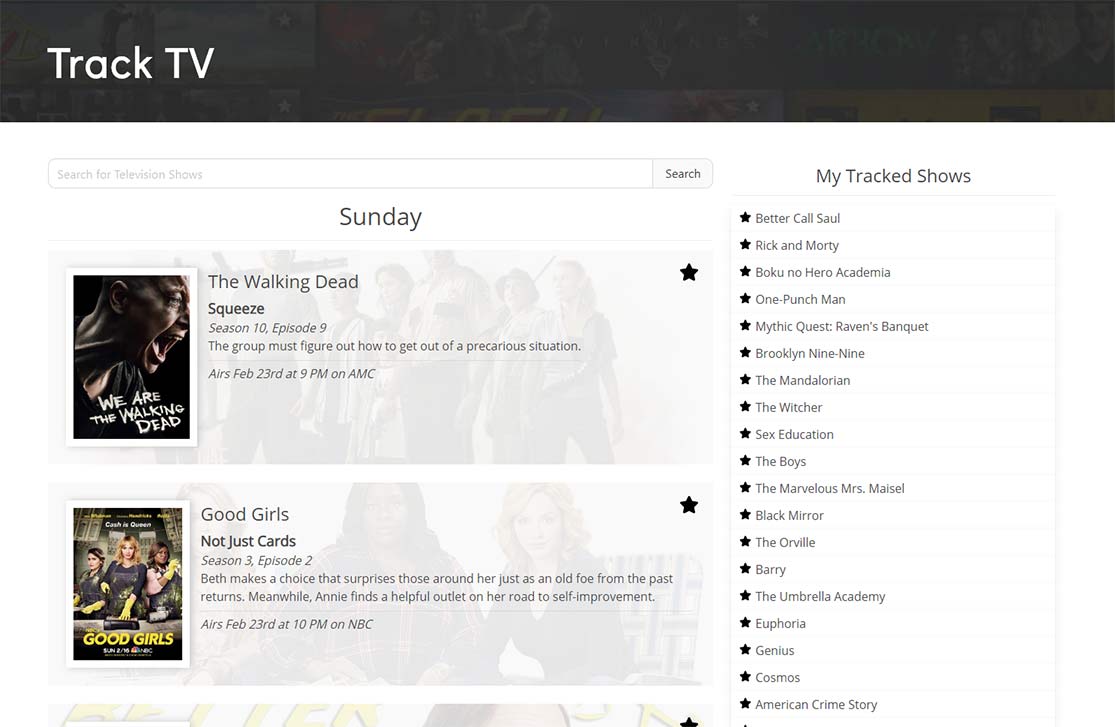 Track TV
Search for Television Shows
Search
Sunday
The Walking Dead
Squeeze
Season 10, Episode 9
The group must figure out how to get out of a precarious situation.
Airs Feb 23rd at 9 PM on AMC
WE ARE
THE WALKING
DEAD
Good Girls
Not Just Cards
Season 3, Episode 2
Beth makes a choice that surprises those around her just as an old foe from the past
returns. Meanwhile, Annie finds a helpful outlet on her road to self-improvement.
Airs Feb 23rd at 10 PM on NBC
Cash is Queen
GOOD GIRLS
SUN 2/16 NBC
My Tracked Shows
Better Call Saul
Rick and Morty
Boku no Hero Academia
One-Punch Man
Mythic Quest: Raven's Banquet
Brooklyn Nine-Nine
The Mandalorian
The Witcher
Sex Education
The Boys
The Marvelous Mrs. Maisel
Black Mirror
The Orville
Barry
The Umbrella Academy
Euphoria
Genius
Cosmos
American Crime Story